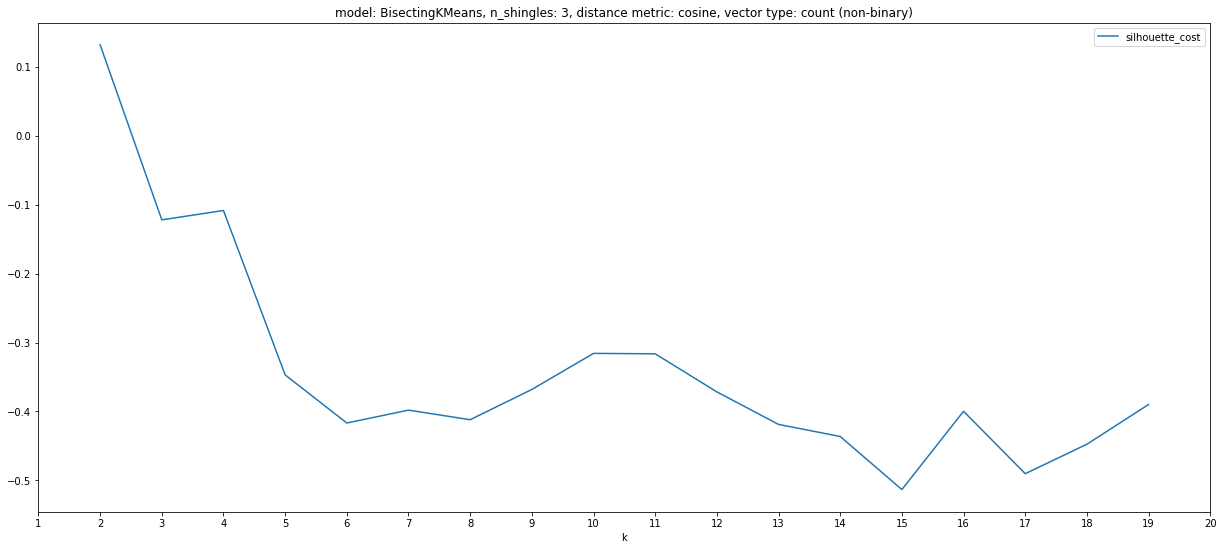 model: BisectingKMeans, n_shingles: 3, distance metric: cosine, vector type: count (non-binary)
silhouette_cost
0.1
0.0
−0.1
−0.2
−0.3
−0.4
−0.5
1 2 3 4 5 6 7 8 9 10 11 12 13 14 15 16 17 18 19 20
k